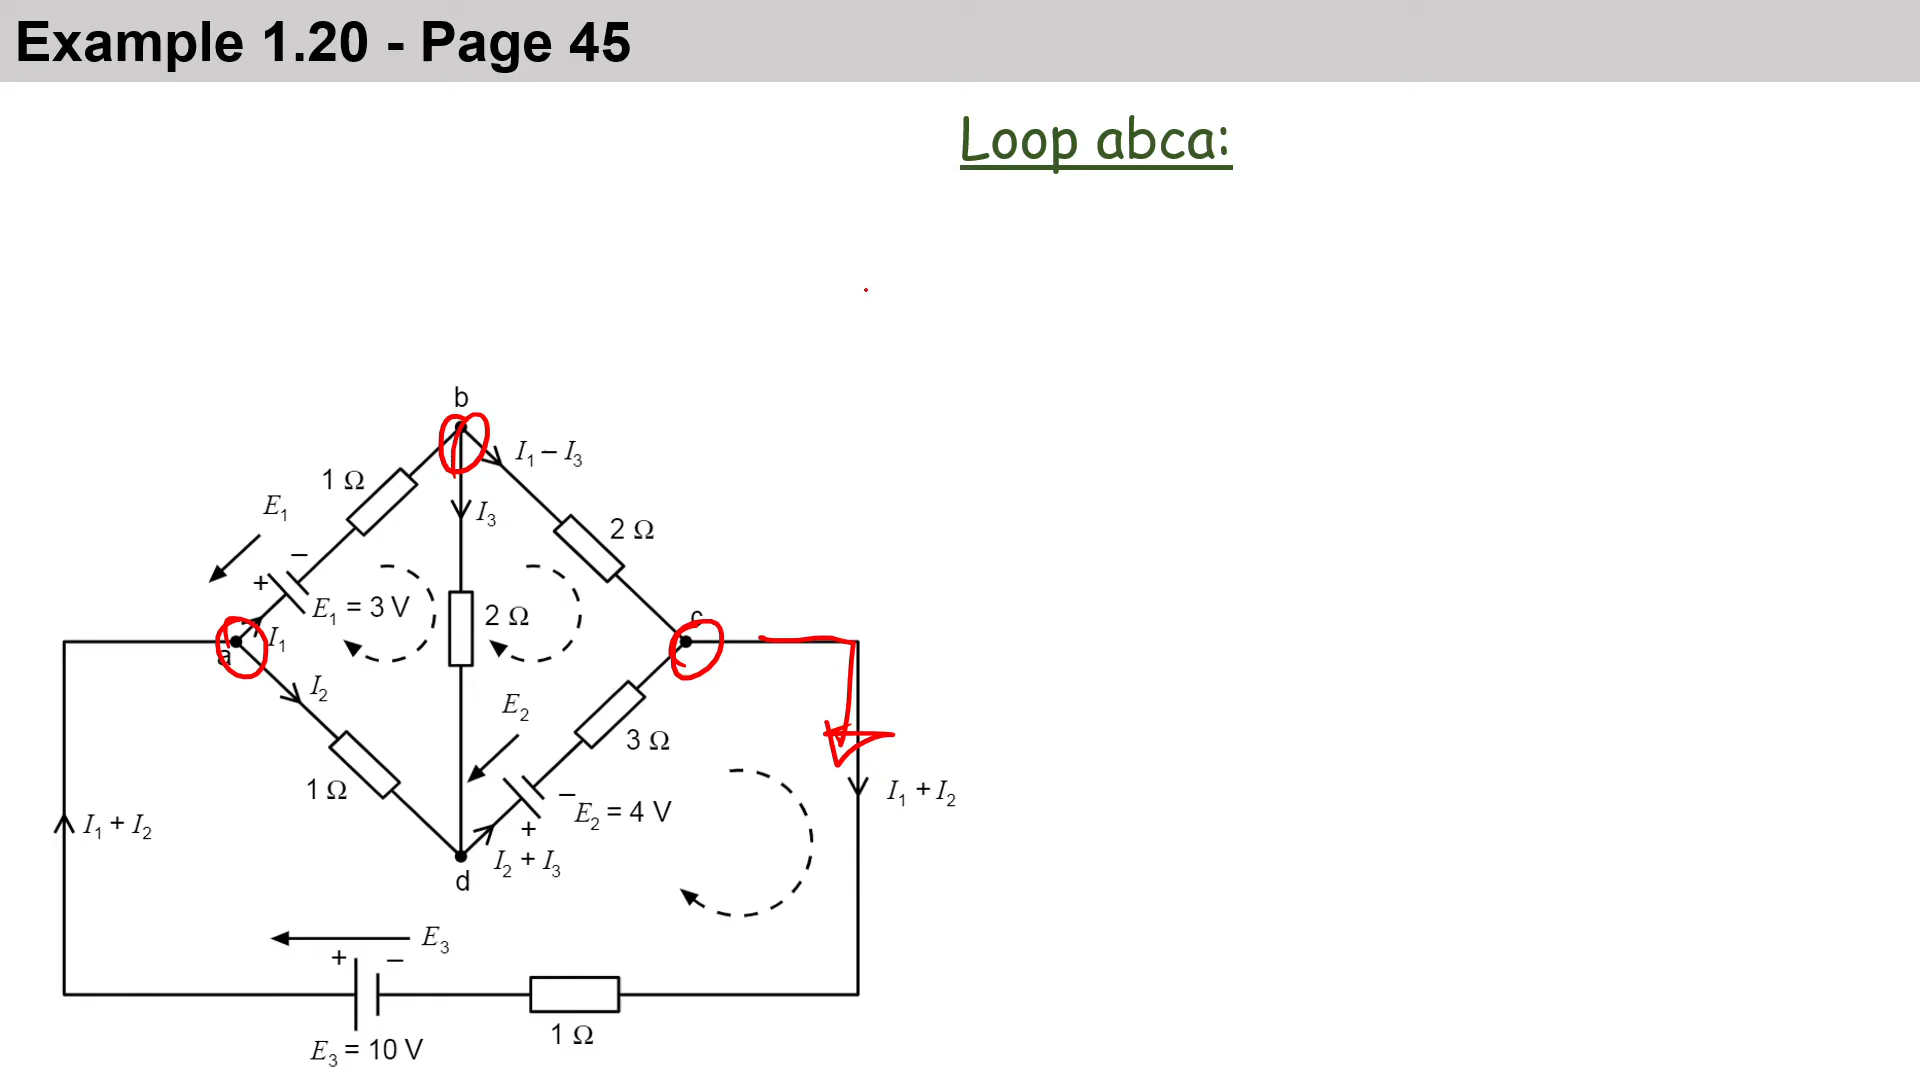 Example 1.20 - Page 45
Loop abca:
b
I₁ – I₃
1 Ω
E₁
I₃
2 Ω
–
+
E₁ = 3 V
2 Ω
c
I₁
a
I₂
E₂
3 Ω
1 Ω
–
E₂ = 4 V
I₁ + I₂
I₁ + I₂
+
I₂ + I₃
d
E₃
+
–
1 Ω
E₃ = 10 V